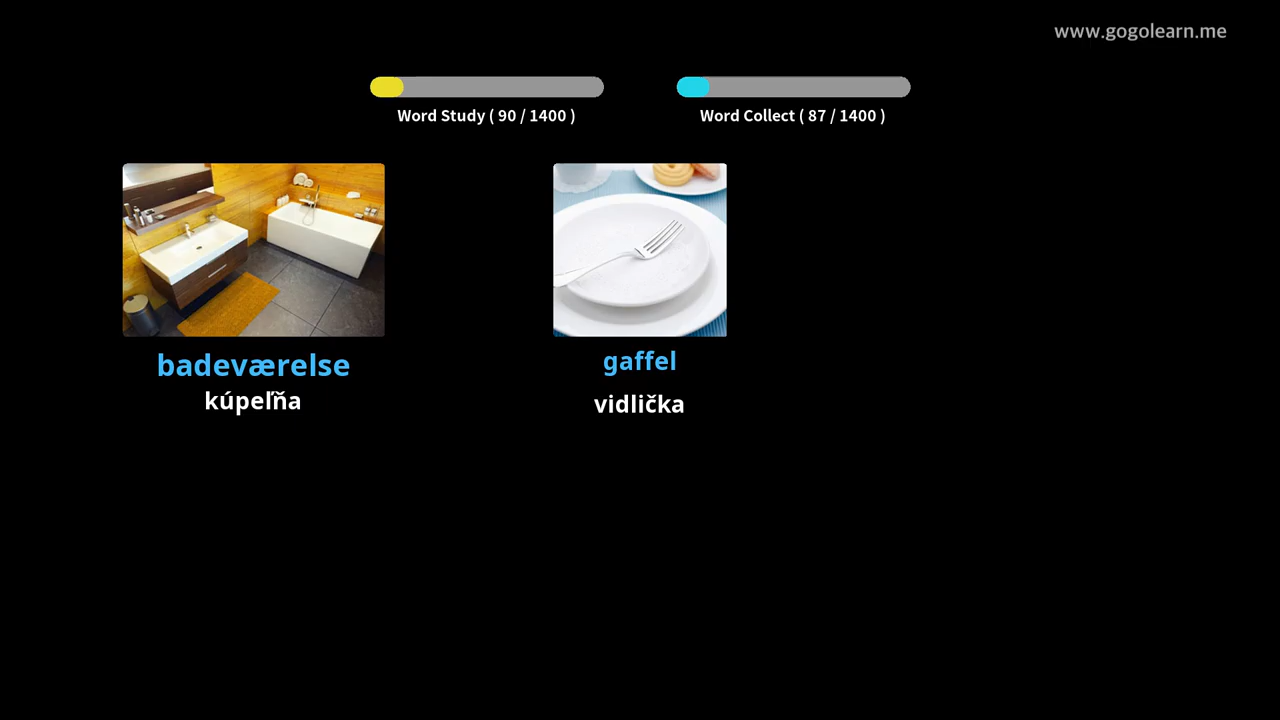 www.gogolearn.me
Word Study ( 90 / 1400 )
Word Collect ( 87 / 1400 )
badeværelse
kúpeľňa
gaffel
vidlička